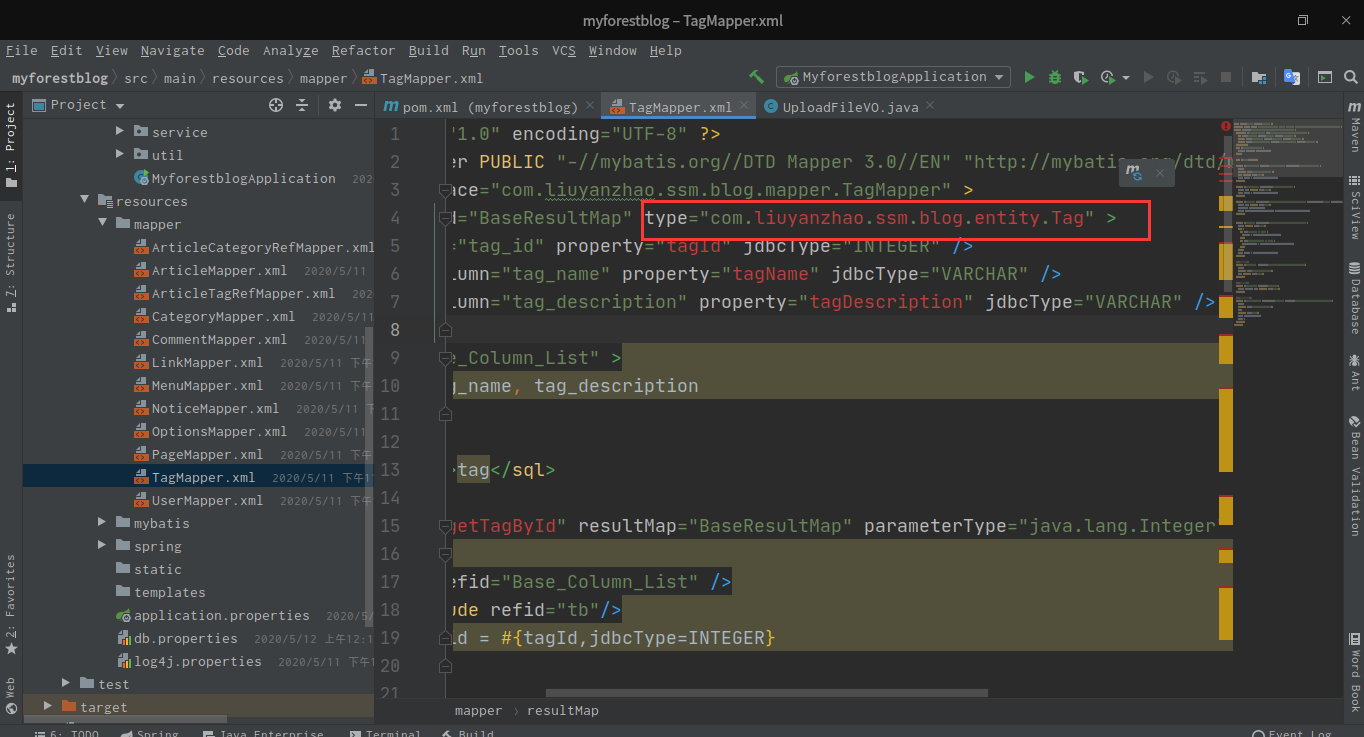 myforestblog – TagMapper.xml
File Edit View Navigate Code Analyze Refactor Build Run Tools VCS Window Help
myforestblog src main resources mapper TagMapper.xml
MyforestblogApplication
1: Project
Z: Structure
2: Favorites
Web
Project
service
util
MyforestblogApplication 202
resources
mapper
ArticleCategoryRefMapper.xml
ArticleMapper.xml 2020/5/11
ArticleTagRefMapper.xml 2020
CategoryMapper.xml 2020/5/11
CommentMapper.xml 2020/5/11
LinkMapper.xml 2020/5/11 下午
MenuMapper.xml 2020/5/11 下午
NoticeMapper.xml 2020/5/11 下
OptionsMapper.xml 2020/5/11
PageMapper.xml 2020/5/11 下午
TagMapper.xml 2020/5/11 下午1
UserMapper.xml 2020/5/11 下午
mybatis
spring
static
templates
application.properties 2020/5/
db.properties 2020/5/12 上午12:1
log4j.properties 2020/5/11 下午
test
target
pom.xml (myforestblog) TagMapper.xml UploadFileVO.java
1 "1.0" encoding="UTF-8" ?>
2 er PUBLIC "-//mybatis.org//DTD Mapper 3.0//EN" "http://mybatis.org/dtd/
3 ace="com.liuyanzhao.ssm.blog.mapper.TagMapper" >
4 d="BaseResultMap" type="com.liuyanzhao.ssm.blog.entity.Tag" >
5 ="tag_id" property="tagId" jdbcType="INTEGER" />
6 lumn="tag_name" property="tagName" jdbcType="VARCHAR" />
7 lumn="tag_description" property="tagDescription" jdbcType="VARCHAR" />
8
9 e_Column_List" >
10 g_name, tag_description
11
12
13 tag</sql>
14
15 getTagById" resultMap="BaseResultMap" parameterType="java.lang.Integer
16
17 efid="Base_Column_List" />
18 ude refid="tb"/>
19 id = #{tagId,jdbcType=INTEGER}
20
21
mapper › resultMap
Maven
SciView
Database
Ant
Bean Validation
Word Book
6: TODO Spring Java Enterprise Terminal Build Event Log